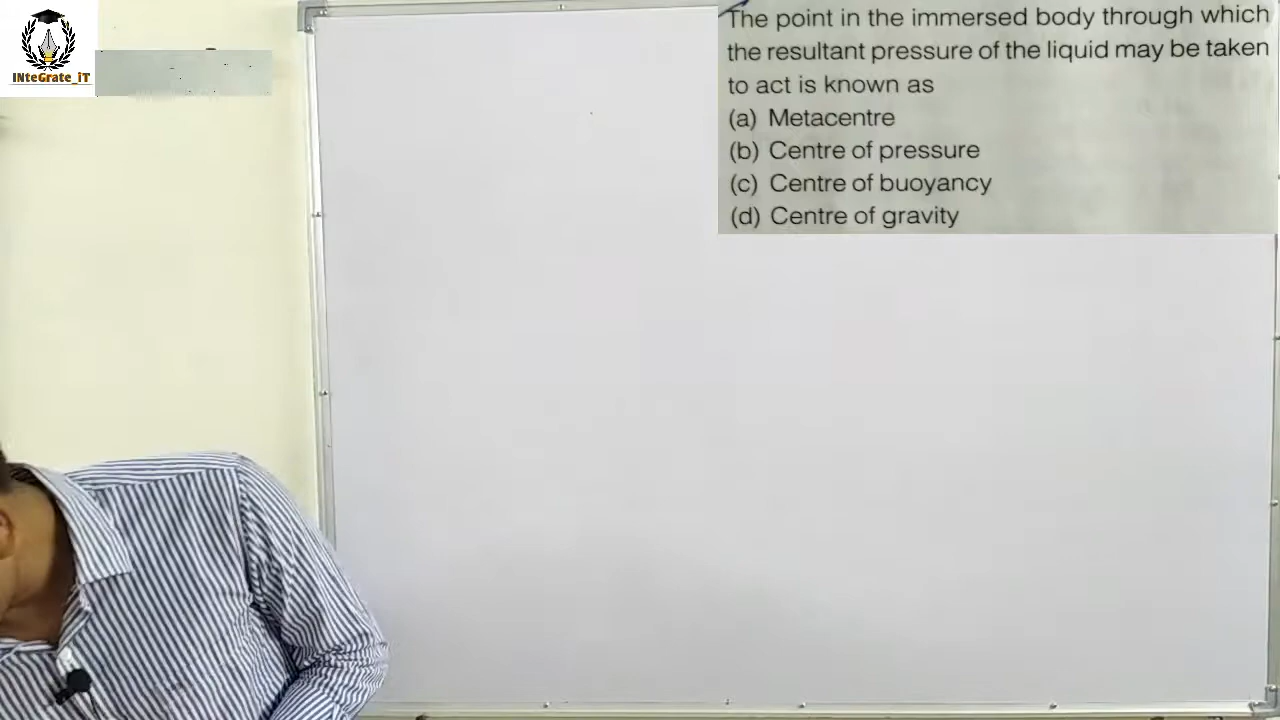 INteGrate_iT
The point in the immersed body through which
the resultant pressure of the liquid may be taken
to act is known as
(a) Metacentre
(b) Centre of pressure
(c) Centre of buoyancy
(d) Centre of gravity